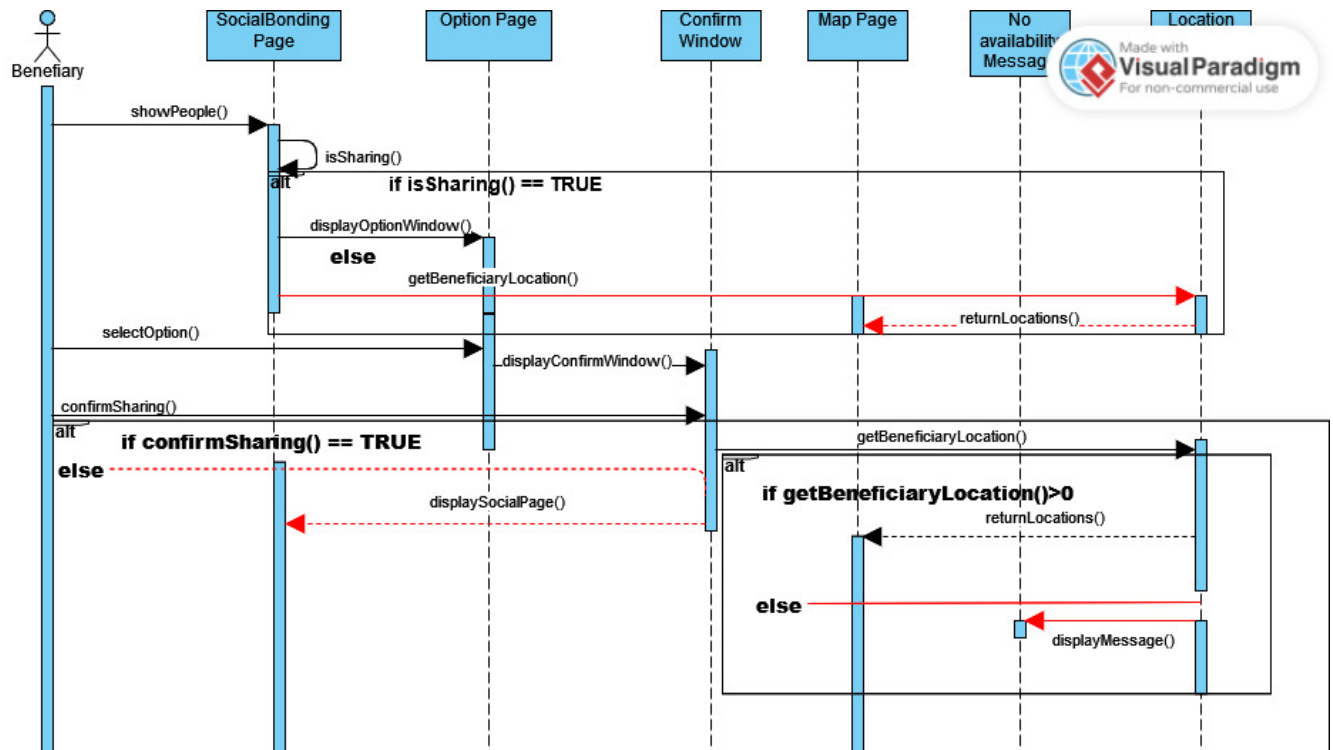 SocialBonding
Page
Option Page
Confirm
Window
Map Page
No
availability
Messag
Location
Made with
Visual Paradigm
For non-commercial use
Benefiary
showPeople()
isSharing()
alt
if isSharing() == TRUE
displayOptionWindow()
else
getBeneficiaryLocation()
returnLocations()
selectOption()
displayConfirmWindow()
confirmSharing()
alt
if confirmSharing() == TRUE
getBeneficiaryLocation()
else
alt
if getBeneficiaryLocation()>0
displaySocialPage()
returnLocations()
else
displayMessage()